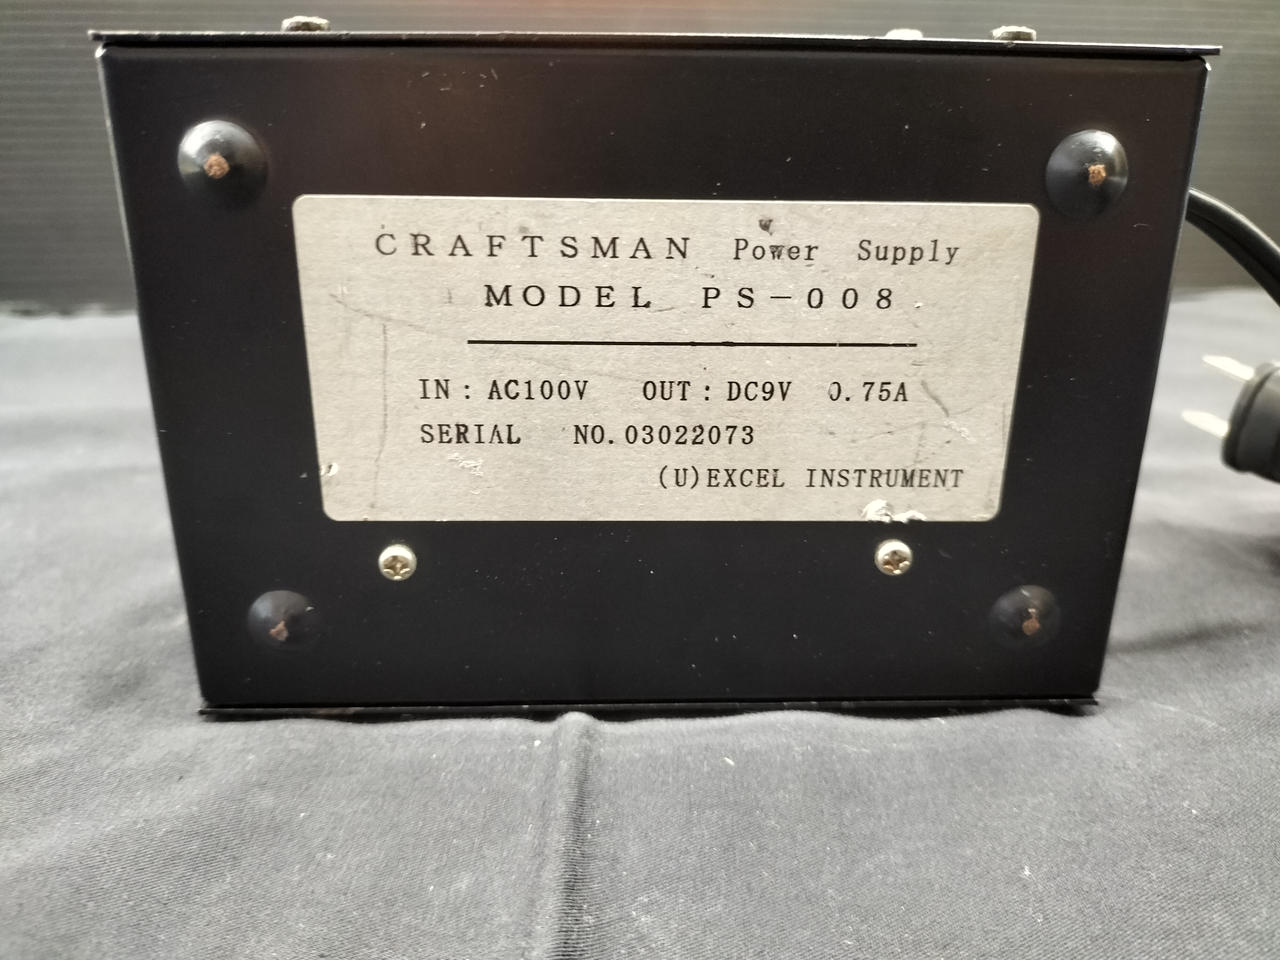 CRAFTSMAN Power Supply
MODEL PS-008
IN: AC100V OUT: DC9V 0.75A
SERIAL NO. 03022073
(U)EXCEL INSTRUMENT